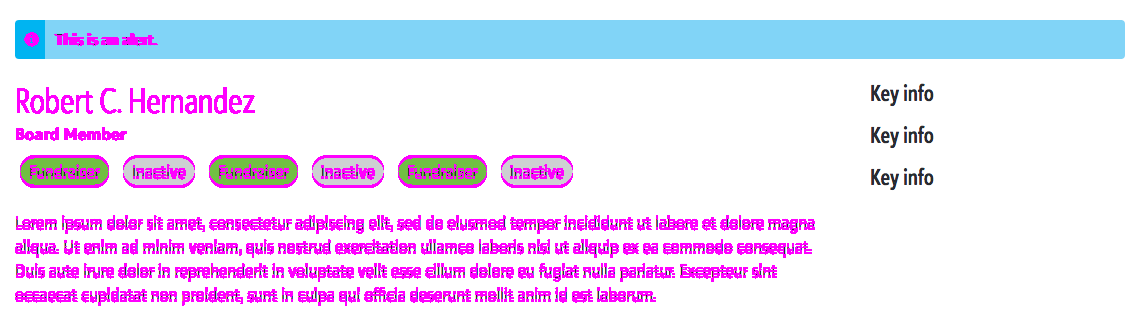 This is an alert.
Robert C. Hernandez
Board Member
Fundraiser Inactive Fundraiser Inactive Fundraiser Inactive
Lorem ipsum dolor sit amet, consectetur adipiscing elit, sed do eiusmod tempor incididunt ut labore et dolore magna
aliqua. Ut enim ad minim veniam, quis nostrud exercitation ullamco laboris nisi ut aliquip ex ea commodo consequat.
Duis aute irure dolor in reprehenderit in voluptate velit esse cillum dolore eu fugiat nulla pariatur. Excepteur sint
occaecat cupidatat non proident, sunt in culpa qui officia deserunt mollit anim id est laborum.
Key info
Key info
Key info